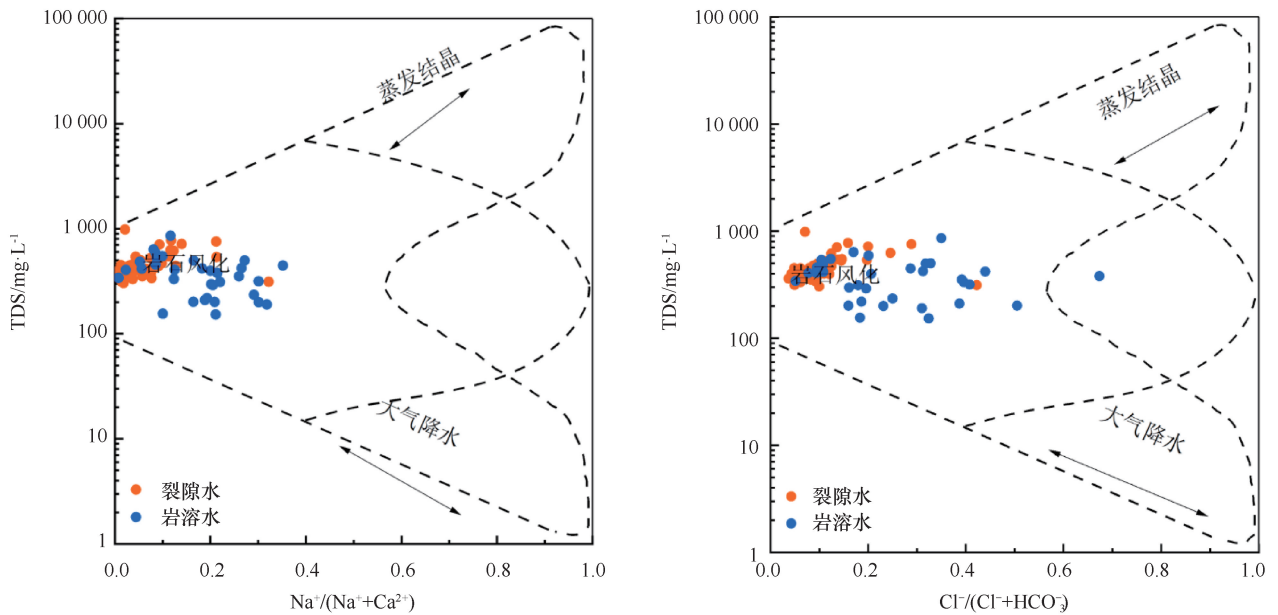 100 000
10 000
1 000
100
10
1
TDS/mg·L⁻¹
蒸发结晶
岩石风化
大气降水
裂隙水
岩溶水
0.0 0.2 0.4 0.6 0.8 1.0
Na⁺/(Na⁺+Ca²⁺)
100 000
10 000
1 000
100
10
1
TDS/mg·L⁻¹
蒸发结晶
岩石风化
大气降水
裂隙水
岩溶水
0.0 0.2 0.4 0.6 0.8 1.0
Cl⁻/(Cl⁻+HCO₃⁻)